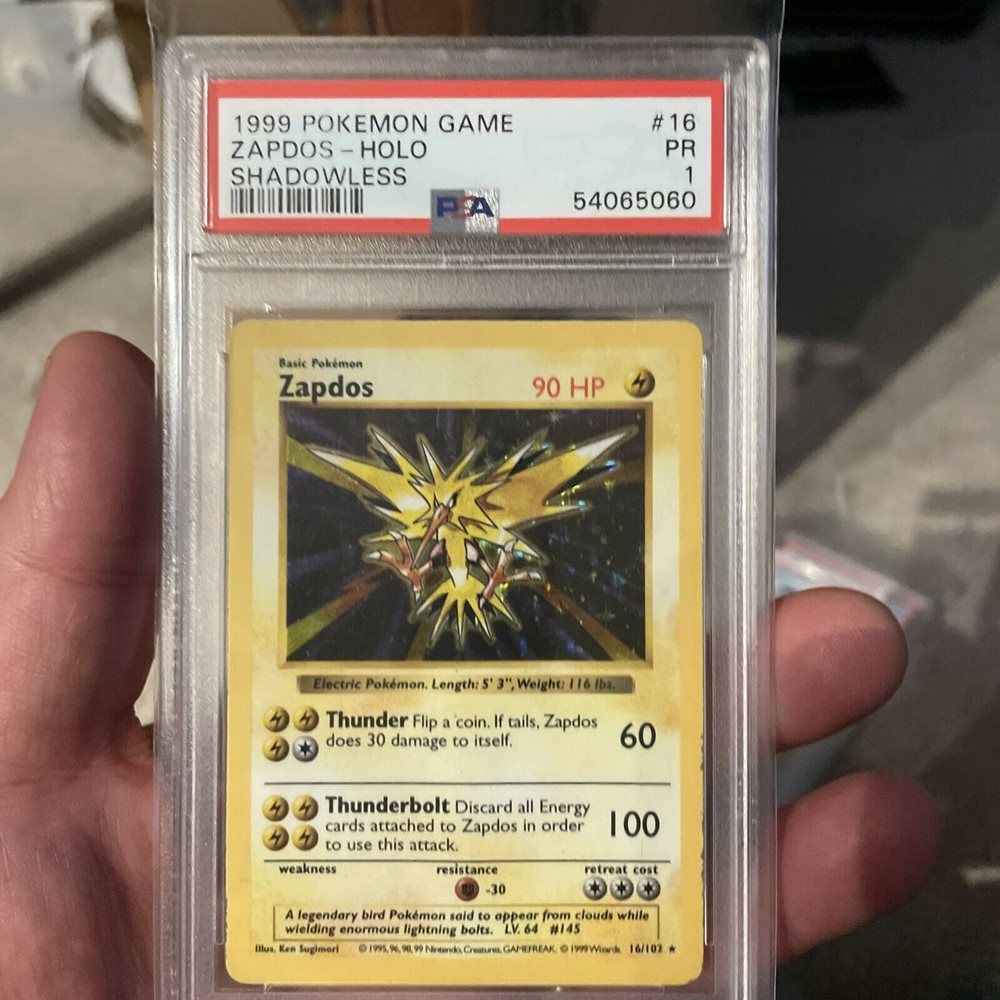 1999 POKEMON GAME #16
ZAPDOS - HOLO PR
SHADOWLESS 1
PSA 54065060
Basic Pokémon
Zapdos 90 HP
Electric Pokémon. Length: 5' 3", Weight: 116 lbs.
Thunder Flip a coin. If tails, Zapdos
does 30 damage to itself. 60
Thunderbolt Discard all Energy
cards attached to Zapdos in order 100
to use this attack.
weakness resistance retreat cost
-30
A legendary bird Pokémon said to appear from clouds while
wielding enormous lightning bolts. LV. 64 #145
Illus. Ken Sugimori © 1995, 96, 98, 99 Nintendo, Creatures, GAMEFREAK. © 1999 Wizards. 16/102 ★